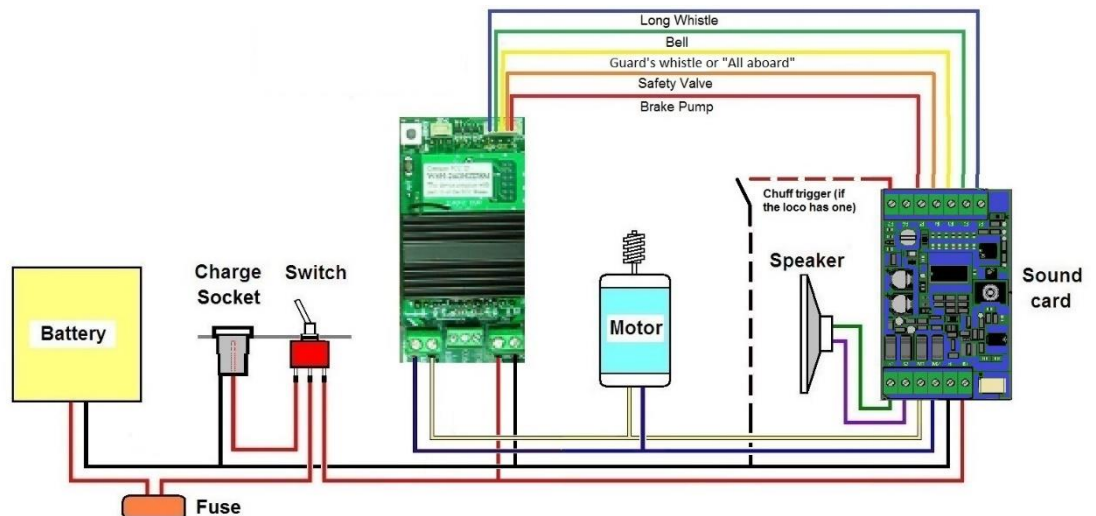 Long Whistle
Bell
Guard's whistle or "All aboard"
Safety Valve
Brake Pump
Chuff trigger (if
the loco has one)
Charge
Socket
Switch
Speaker
Sound
card
Battery
Motor
Fuse